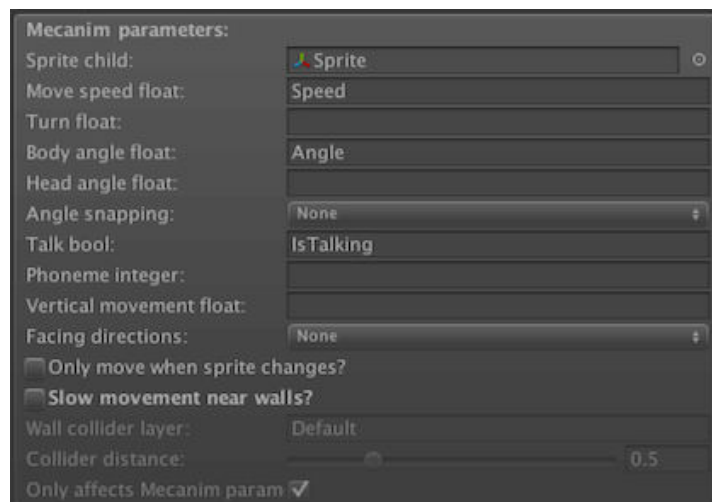 Mecanim parameters:
Sprite child: Sprite
Move speed float: Speed
Turn float:
Body angle float: Angle
Head angle float:
Angle snapping: None
Talk bool: IsTalking
Phoneme integer:
Vertical movement float:
Facing directions: None
Only move when sprite changes?
Slow movement near walls?
Wall collider layer: Default
Collider distance: 0.5
Only affects Mecanim param